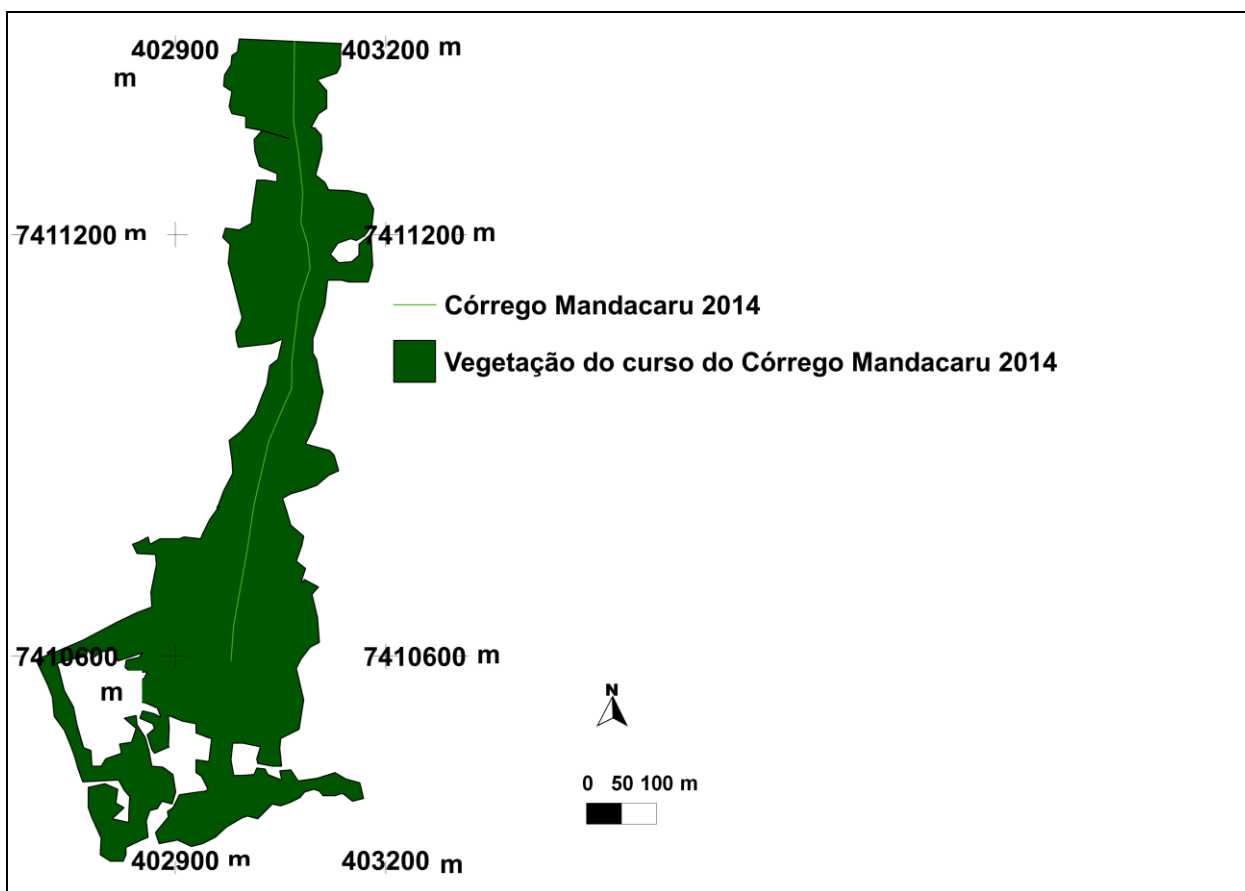 402900 m 403200 m
7411200 m 7411200 m
Córrego Mandacaru 2014
Vegetação do curso do Córrego Mandacaru 2014
7410600 m 7410600 m
N
0 50 100 m
402900 m 403200 m